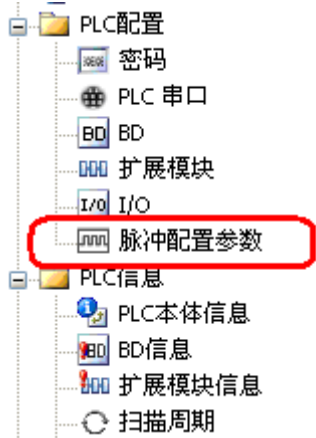 PLC配置
密码
PLC 串口
BD BD
扩展模块
I/O I/O
脉冲配置参数
PLC信息
PLC本体信息
BD BD信息
扩展模块信息
扫描周期